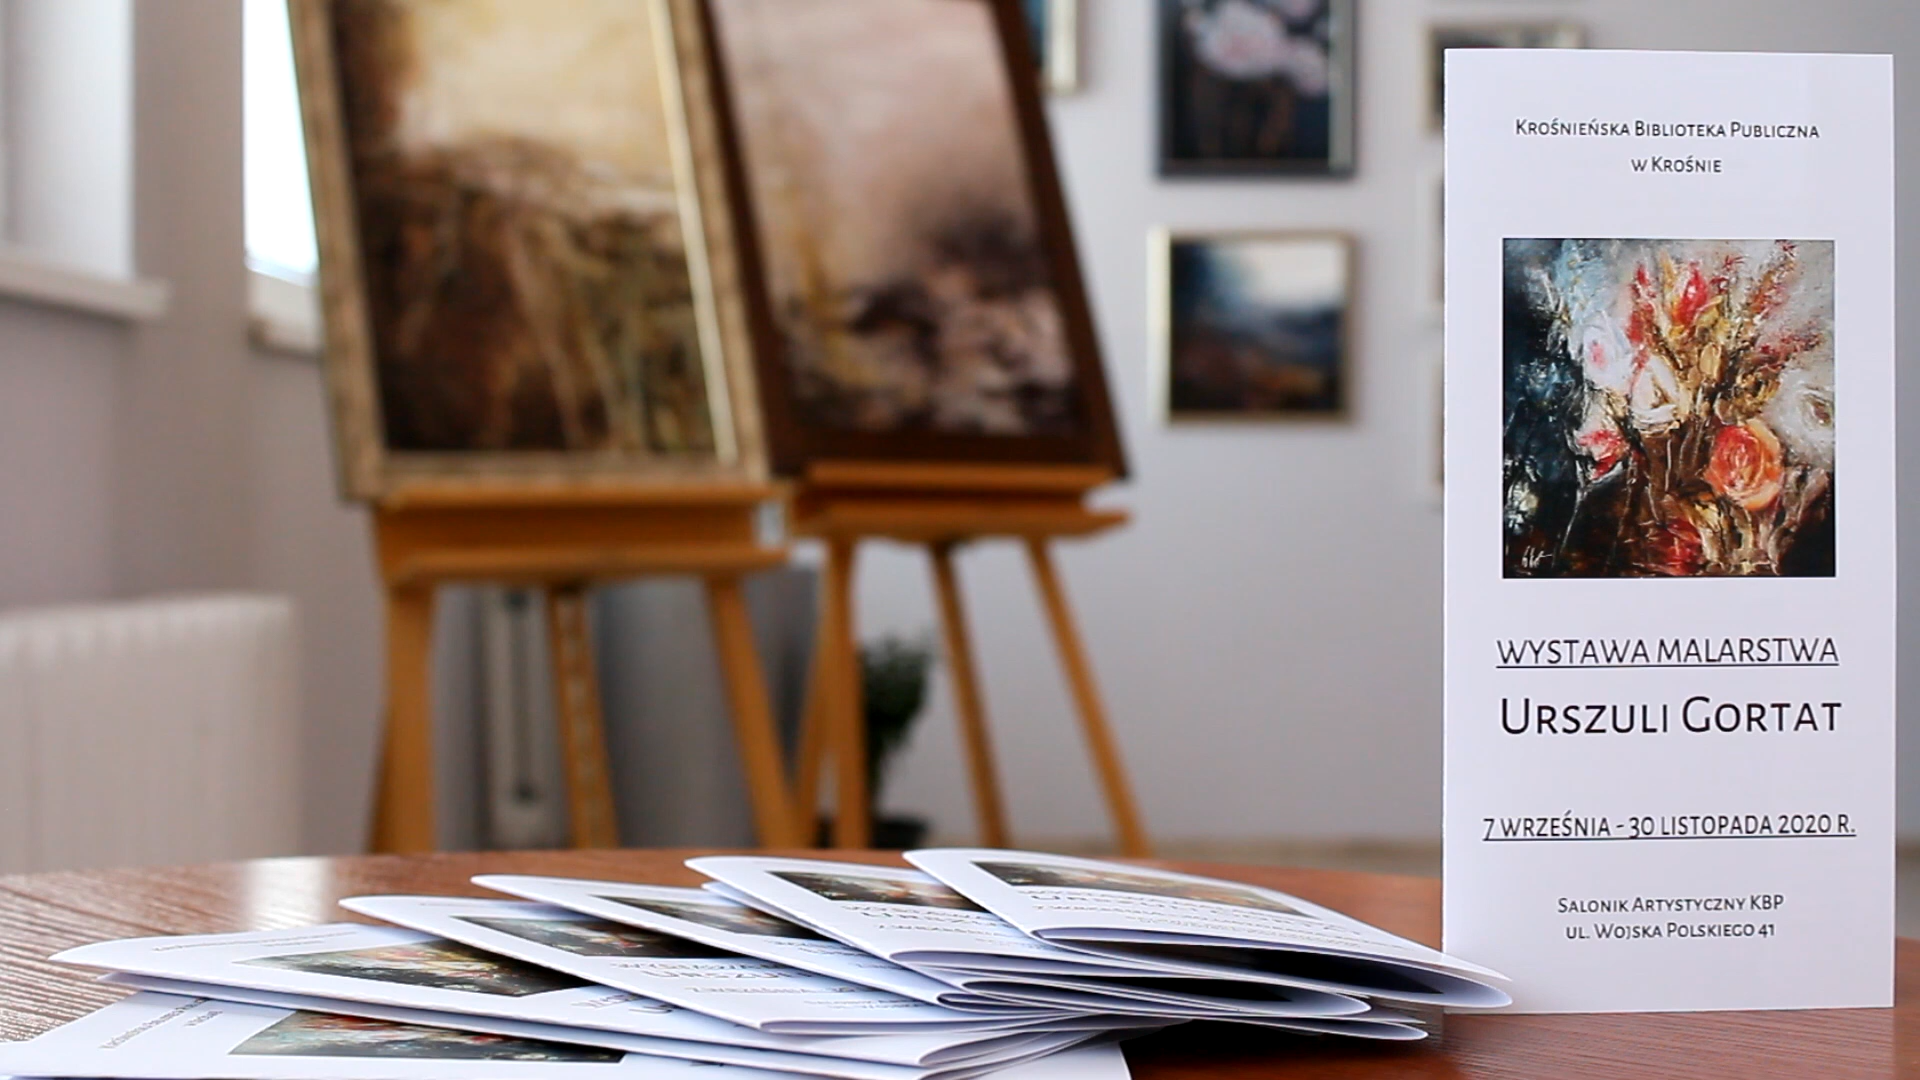 Krośnieńska Biblioteka Publiczna
w Krośnie
WYSTAWA MALARSTWA
Urszuli Gortat
7 WRZEŚNIA - 30 LISTOPADA 2020 R.
Salonik Artystyczny KBP
ul. Wojska Polskiego 41